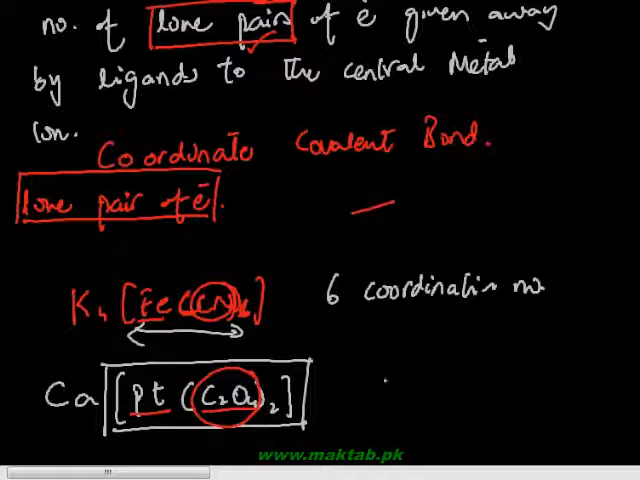 no. of lone pairs of ē given away
by ligands to the central Metal
ion.
Coordinate Covalent Bond.
lone pair of ē.
K4 [Fe(CN)6] 6 coordination no
Ca [pt (C2O4)2]
www.maktab.pk